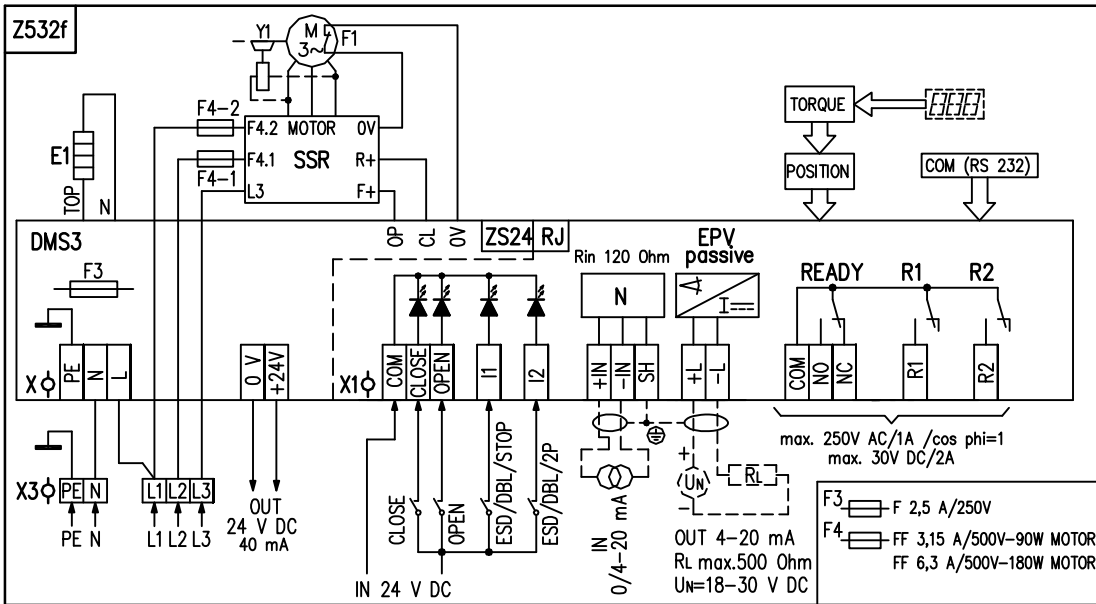 Z532f
Y1
M
3~
F1
F4-2
F4.2 MOTOR 0V
E1
F4.1 SSR R+
F4-1
L3 F+
TOP
N
TORQUE
POSITION
COM (RS 232)
DMS3
F3
OP
CL
0V
ZS24 RJ
Rin 120 Ohm
N
EPV
passive
I
READY R1 R2
X
PE
N
L
0 V
+24V
X1
COM
CLOSE
OPEN
I1
I2
+IN
-IN
SH
+L
-L
COM
NO
NC
R1
R2
max. 250V AC/1A /cos phi=1
max. 30V DC/2A
X3 PE N L1 L2 L3
PE N L1 L2 L3
OUT
24 V DC
40 mA
CLOSE
OPEN
ESD/DBL/STOP
ESD/DBL/2P
IN 24 V DC
IN
0/4-20 mA
+
UN
-
RL
OUT 4-20 mA
RL max.500 Ohm
UN=18-30 V DC
F3 F 2,5 A/250V
F4 FF 3,15 A/500V-90W MOTOR
FF 6,3 A/500V-180W MOTOR